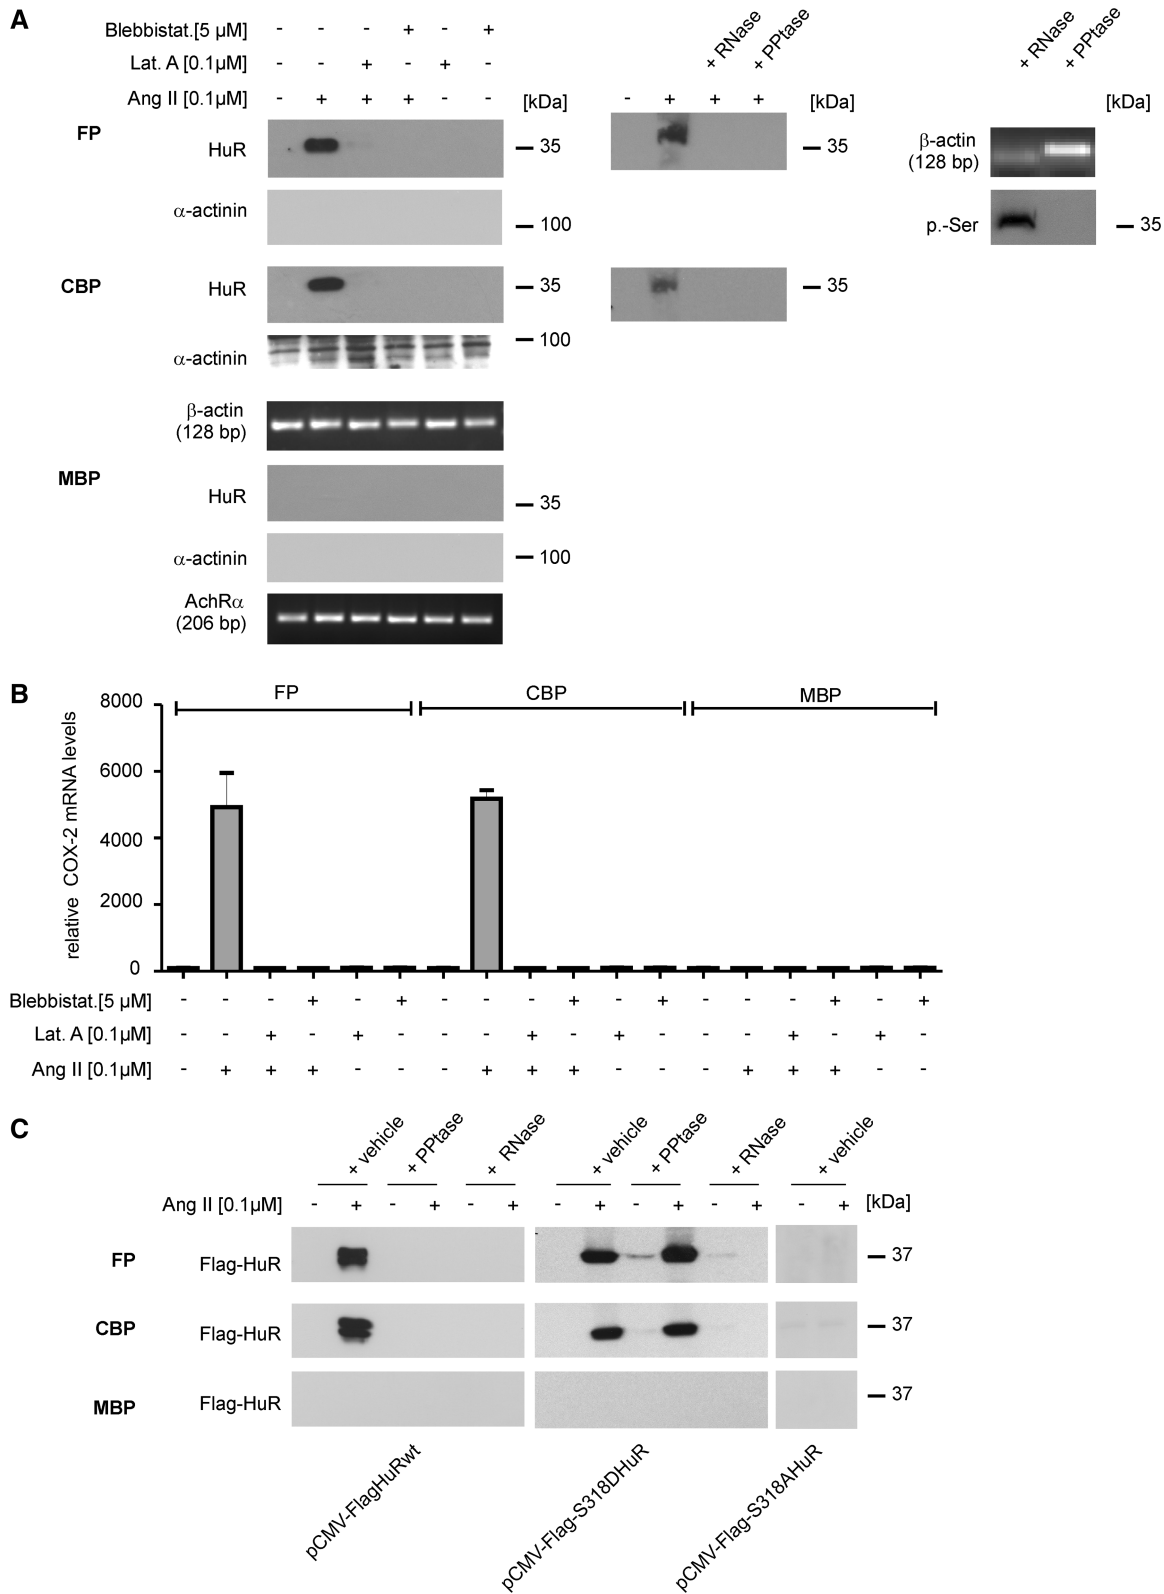 A
Blebbistat.[5 µM] - - - + - +
Lat. A [0.1µM] - - + - + -
Ang II [0.1µM] - + + + - - [kDa]
FP
HuR
35
α-actinin
100
CBP
HuR
35
α-actinin
100
β-actin
(128 bp)
MBP
HuR
35
α-actinin
100
AchRα
(206 bp)
+ RNase
+ PPtase
- + + + [kDa]
35
35
+ RNase
+ PPtase
[kDa]
β-actin
(128 bp)
p.-Ser
35
B
FP CBP MBP
relative COX-2 mRNA levels
8000
6000
4000
2000
0
Blebbistat.[5 µM] - - - + - + - - - + - + - - - + - +
Lat. A [0.1µM] - - + - + - - - + - + - - - + - + -
Ang II [0.1µM] - + + + - - - + + + - - - + + + - -
C
+ vehicle
+ PPtase
+ RNase
+ vehicle
+ PPtase
+ RNase
+ vehicle
Ang II [0.1µM] - + - + - + - + - + - + - + [kDa]
FP Flag-HuR 37
CBP Flag-HuR 37
MBP Flag-HuR 37
pCMV-FlagHuRwt
pCMV-Flag-S318DHuR
pCMV-Flag-S318AHuR